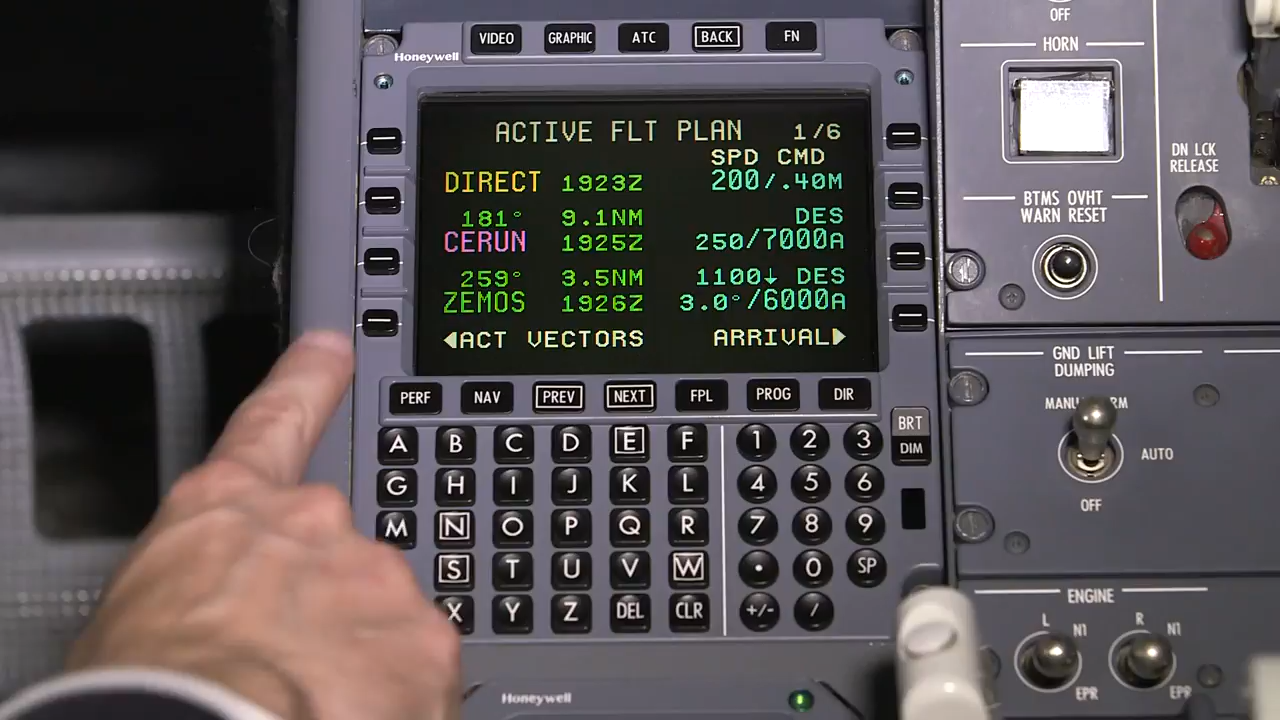 VIDEO GRAPHIC ATC BACK FN
Honeywell
ACTIVE FLT PLAN 1/6
SPD CMD
DIRECT 1923Z 200/.40M
181° 9.1NM DES
CERUN 1925Z 250/7000A
259° 3.5NM 1100↓ DES
ZEMOS 1926Z 3.0°/6000A
◀ACT VECTORS ARRIVAL▶
PERF NAV PREV NEXT FPL PROG DIR
BRT
DIM
A B C D E F 1 2 3
G H I J K L 4 5 6
M N O P Q R 7 8 9
S T U V W • 0 SP
X Y Z DEL CLR +/- /
Honeywell
OFF
HORN
DN LCK
RELEASE
BTMS OVHT
WARN RESET
GND LIFT
DUMPING
AUTO
OFF
ENGINE
L N1 R N1
EPR EPR